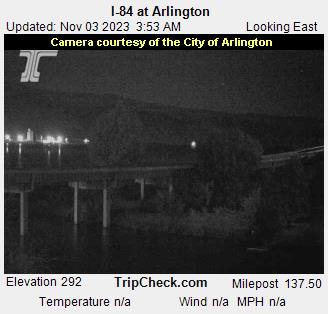 I-84 at Arlington
Updated: Nov 03 2023 3:53 AM Looking East
Camera courtesy of the City of Arlington
Elevation 292 TripCheck.com Milepost 137.50
Temperature n/a Wind n/a MPH n/a